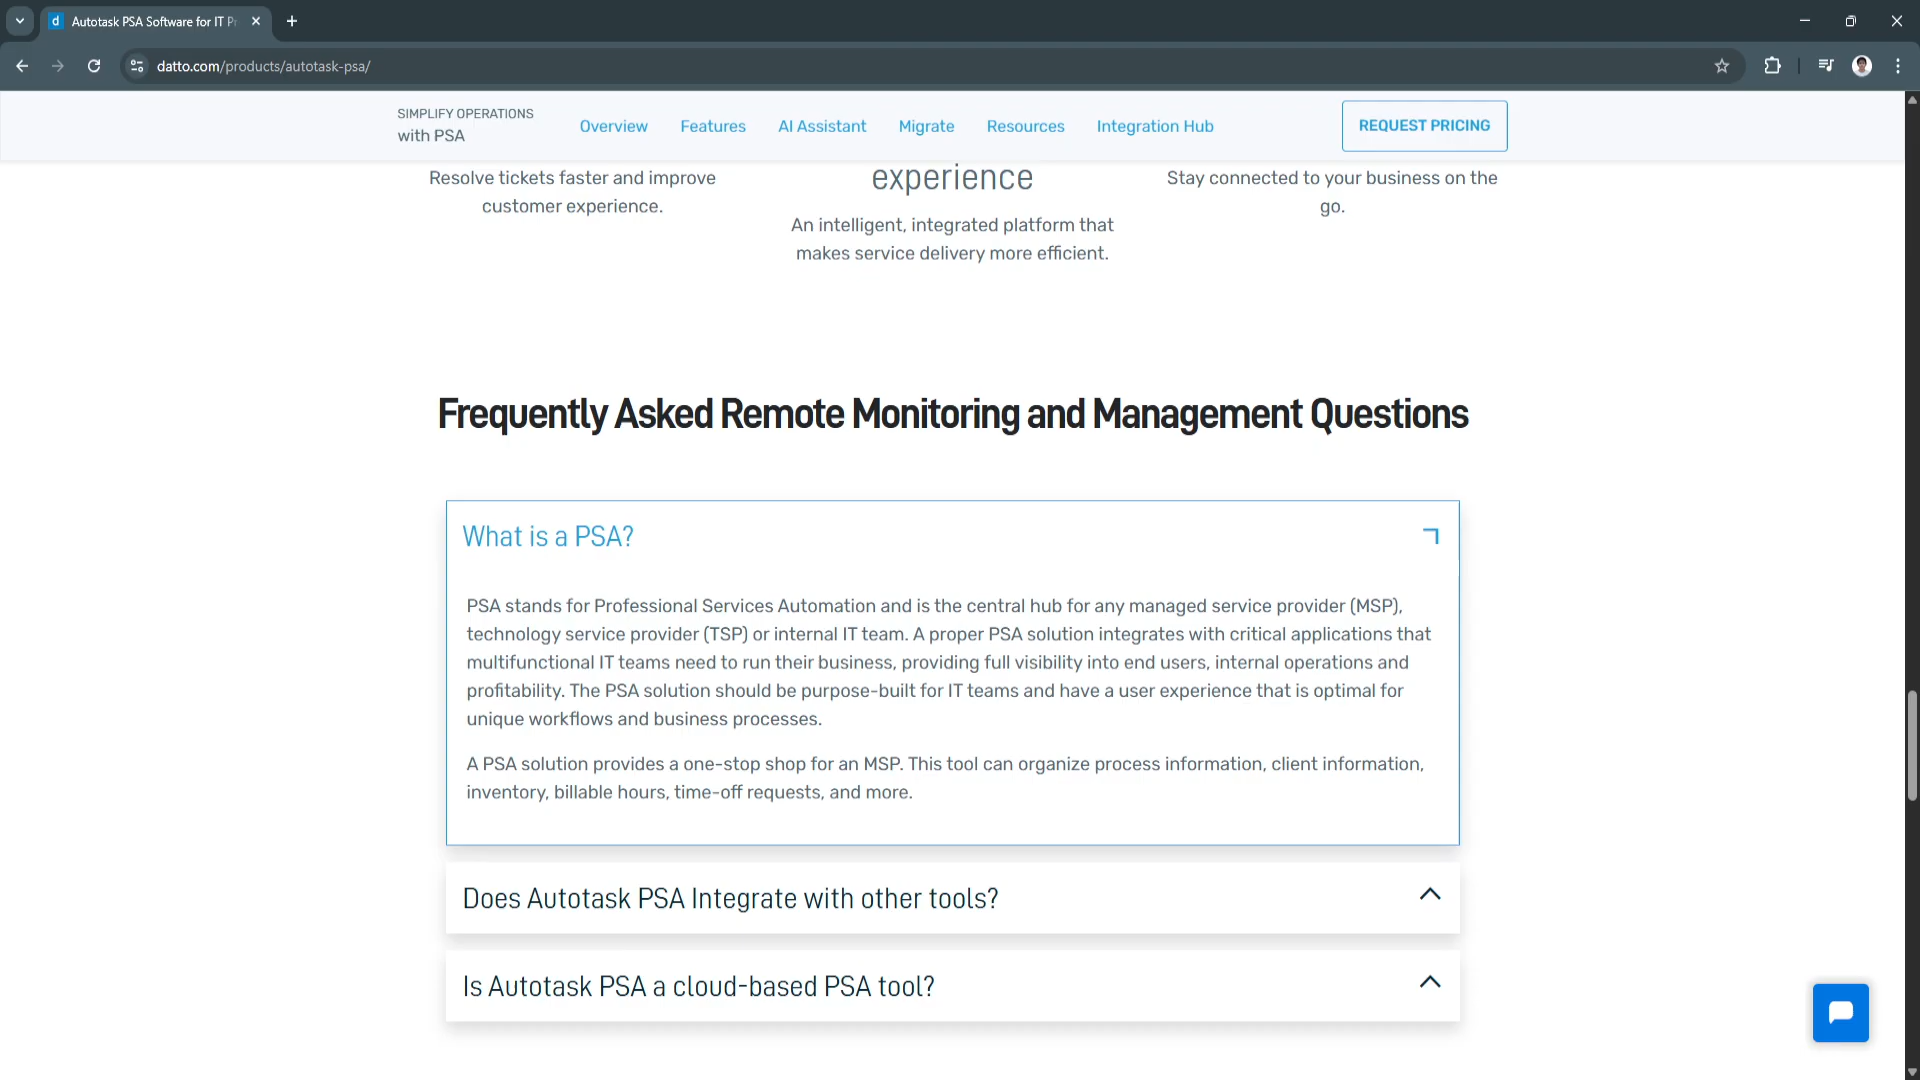 Autotask PSA Software for IT Pr
datto.com/products/autotask-psa/
SIMPLIFY OPERATIONS
with PSA
Overview
Features
AI Assistant
Migrate
Resources
Integration Hub
REQUEST PRICING
Resolve tickets faster and improve
customer experience.
experience
An intelligent, integrated platform that
makes service delivery more efficient.
Stay connected to your business on the
go.
Frequently Asked Remote Monitoring and Management Questions
What is a PSA?
PSA stands for Professional Services Automation and is the central hub for any managed service provider (MSP),
technology service provider (TSP) or internal IT team. A proper PSA solution integrates with critical applications that
multifunctional IT teams need to run their business, providing full visibility into end users, internal operations and
profitability. The PSA solution should be purpose-built for IT teams and have a user experience that is optimal for
unique workflows and business processes.
A PSA solution provides a one-stop shop for an MSP. This tool can organize process information, client information,
inventory, billable hours, time-off requests, and more.
Does Autotask PSA Integrate with other tools?
Is Autotask PSA a cloud-based PSA tool?